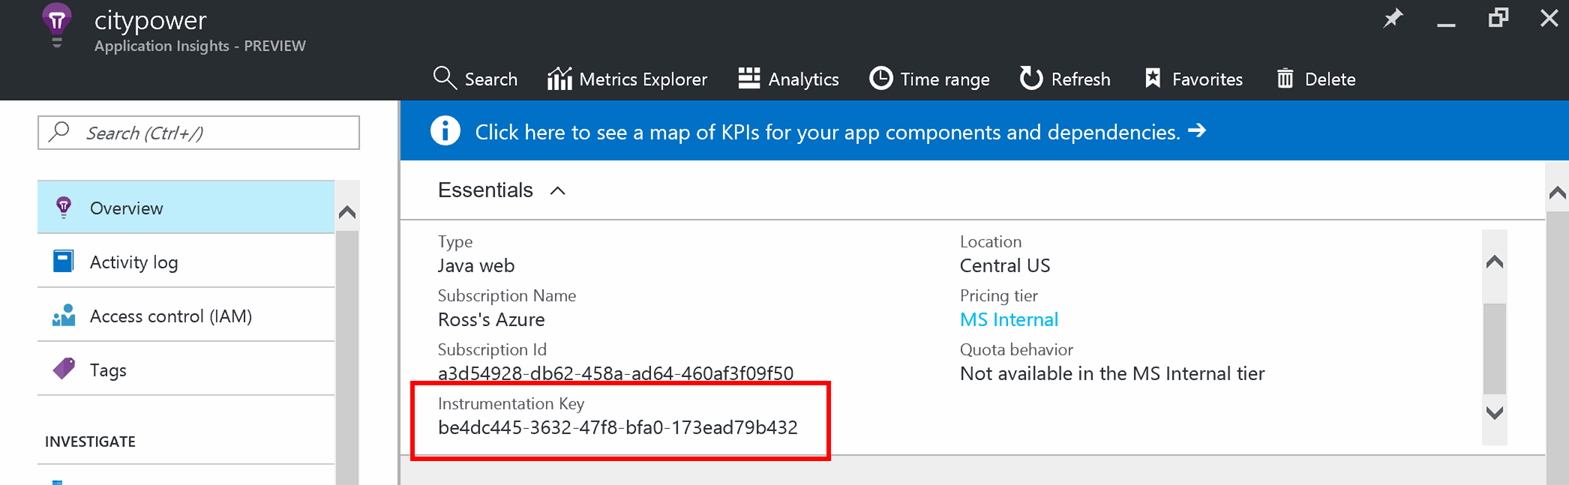 citypower
Application Insights - PREVIEW
Search
Metrics Explorer
Analytics
Time range
Refresh
Favorites
Delete
Search (Ctrl+/)
Overview
Activity log
Access control (IAM)
Tags
INVESTIGATE
Click here to see a map of KPIs for your app components and dependencies. →
Essentials
Type
Java web
Subscription Name
Ross's Azure
Subscription Id
a3d54928-db62-458a-ad64-460af3f09f50
Instrumentation Key
be4dc445-3632-47f8-bfa0-173ead79b432
Location
Central US
Pricing tier
MS Internal
Quota behavior
Not available in the MS Internal tier